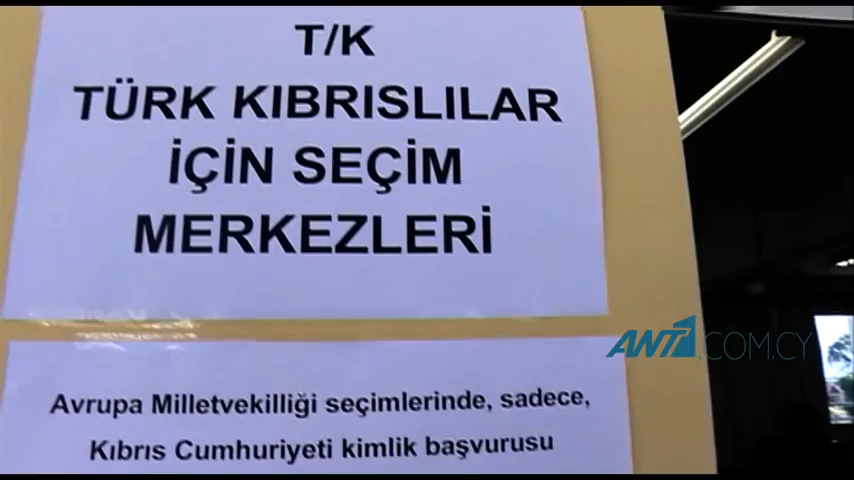 T/K
TÜRK KIBRISLILAR
İÇİN SEÇİM
MERKEZLERİ
ANT1.COM.CY
Avrupa Milletvekilliği seçimlerinde, sadece,
Kıbrıs Cumhuriyeti kimlik başvurusu